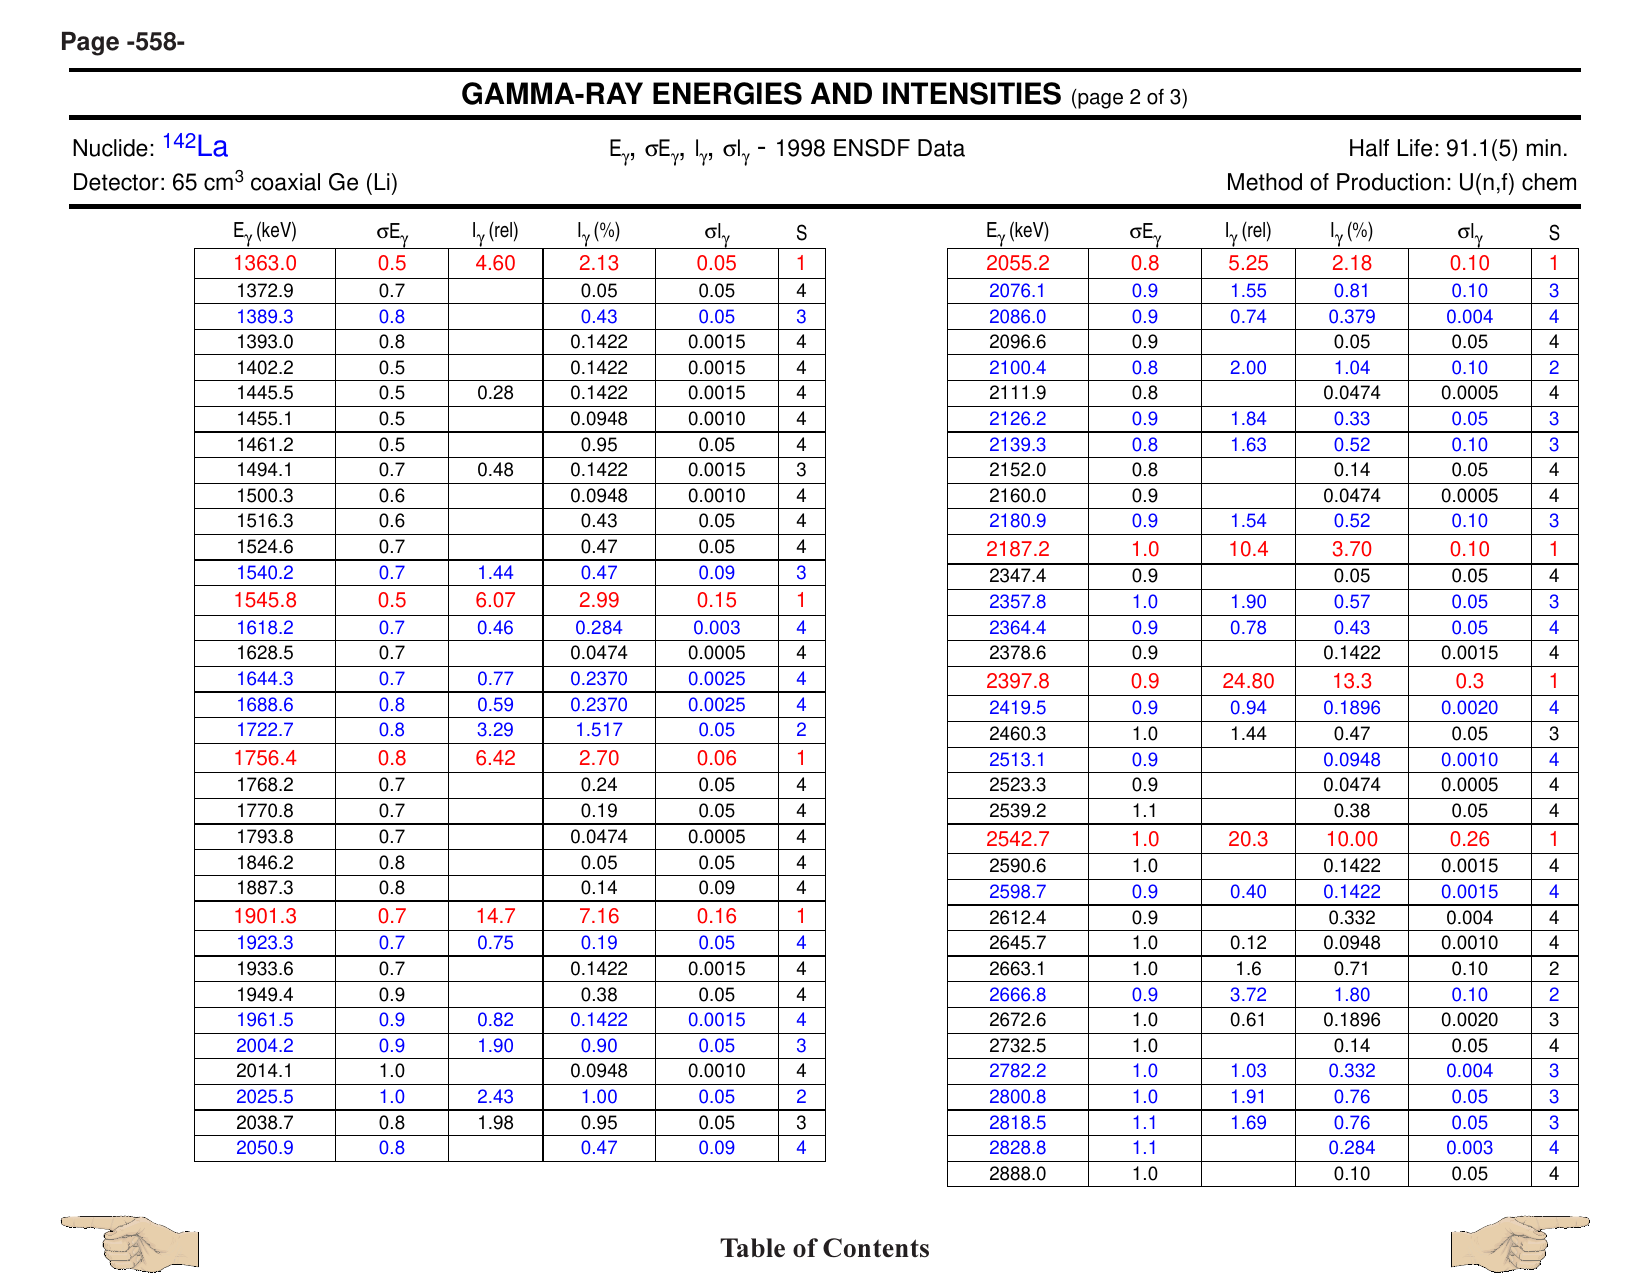 Page -558-
GAMMA-RAY ENERGIES AND INTENSITIES (page 2 of 3)
Nuclide: 142La Eγ, σEγ, Iγ, σIγ - 1998 ENSDF Data Half Life: 91.1(5) min.
Detector: 65 cm3 coaxial Ge (Li) Method of Production: U(n,f) chem
Eγ (keV) σEγ Iγ (rel) Iγ (%) σIγ S
1363.0 0.5 4.60 2.13 0.05 1
1372.9 0.7 0.05 0.05 4
1389.3 0.8 0.43 0.05 3
1393.0 0.8 0.1422 0.0015 4
1402.2 0.5 0.1422 0.0015 4
1445.5 0.5 0.28 0.1422 0.0015 4
1455.1 0.5 0.0948 0.0010 4
1461.2 0.5 0.95 0.05 4
1494.1 0.7 0.48 0.1422 0.0015 3
1500.3 0.6 0.0948 0.0010 4
1516.3 0.6 0.43 0.05 4
1524.6 0.7 0.47 0.05 4
1540.2 0.7 1.44 0.47 0.09 3
1545.8 0.5 6.07 2.99 0.15 1
1618.2 0.7 0.46 0.284 0.003 4
1628.5 0.7 0.0474 0.0005 4
1644.3 0.7 0.77 0.2370 0.0025 4
1688.6 0.8 0.59 0.2370 0.0025 4
1722.7 0.8 3.29 1.517 0.05 2
1756.4 0.8 6.42 2.70 0.06 1
1768.2 0.7 0.24 0.05 4
1770.8 0.7 0.19 0.05 4
1793.8 0.7 0.0474 0.0005 4
1846.2 0.8 0.05 0.05 4
1887.3 0.8 0.14 0.09 4
1901.3 0.7 14.7 7.16 0.16 1
1923.3 0.7 0.75 0.19 0.05 4
1933.6 0.7 0.1422 0.0015 4
1949.4 0.9 0.38 0.05 4
1961.5 0.9 0.82 0.1422 0.0015 4
2004.2 0.9 1.90 0.90 0.05 3
2014.1 1.0 0.0948 0.0010 4
2025.5 1.0 2.43 1.00 0.05 2
2038.7 0.8 1.98 0.95 0.05 3
2050.9 0.8 0.47 0.09 4
Eγ (keV) σEγ Iγ (rel) Iγ (%) σIγ S
2055.2 0.8 5.25 2.18 0.10 1
2076.1 0.9 1.55 0.81 0.10 3
2086.0 0.9 0.74 0.379 0.004 4
2096.6 0.9 0.05 0.05 4
2100.4 0.8 2.00 1.04 0.10 2
2111.9 0.8 0.0474 0.0005 4
2126.2 0.9 1.84 0.33 0.05 3
2139.3 0.8 1.63 0.52 0.10 3
2152.0 0.8 0.14 0.05 4
2160.0 0.9 0.0474 0.0005 4
2180.9 0.9 1.54 0.52 0.10 3
2187.2 1.0 10.4 3.70 0.10 1
2347.4 0.9 0.05 0.05 4
2357.8 1.0 1.90 0.57 0.05 3
2364.4 0.9 0.78 0.43 0.05 4
2378.6 0.9 0.1422 0.0015 4
2397.8 0.9 24.80 13.3 0.3 1
2419.5 0.9 0.94 0.1896 0.0020 4
2460.3 1.0 1.44 0.47 0.05 3
2513.1 0.9 0.0948 0.0010 4
2523.3 0.9 0.0474 0.0005 4
2539.2 1.1 0.38 0.05 4
2542.7 1.0 20.3 10.00 0.26 1
2590.6 1.0 0.1422 0.0015 4
2598.7 0.9 0.40 0.1422 0.0015 4
2612.4 0.9 0.332 0.004 4
2645.7 1.0 0.12 0.0948 0.0010 4
2663.1 1.0 1.6 0.71 0.10 2
2666.8 0.9 3.72 1.80 0.10 2
2672.6 1.0 0.61 0.1896 0.0020 3
2732.5 1.0 0.14 0.05 4
2782.2 1.0 1.03 0.332 0.004 3
2800.8 1.0 1.91 0.76 0.05 3
2818.5 1.1 1.69 0.76 0.05 3
2828.8 1.1 0.284 0.003 4
2888.0 1.0 0.10 0.05 4
Table of Contents